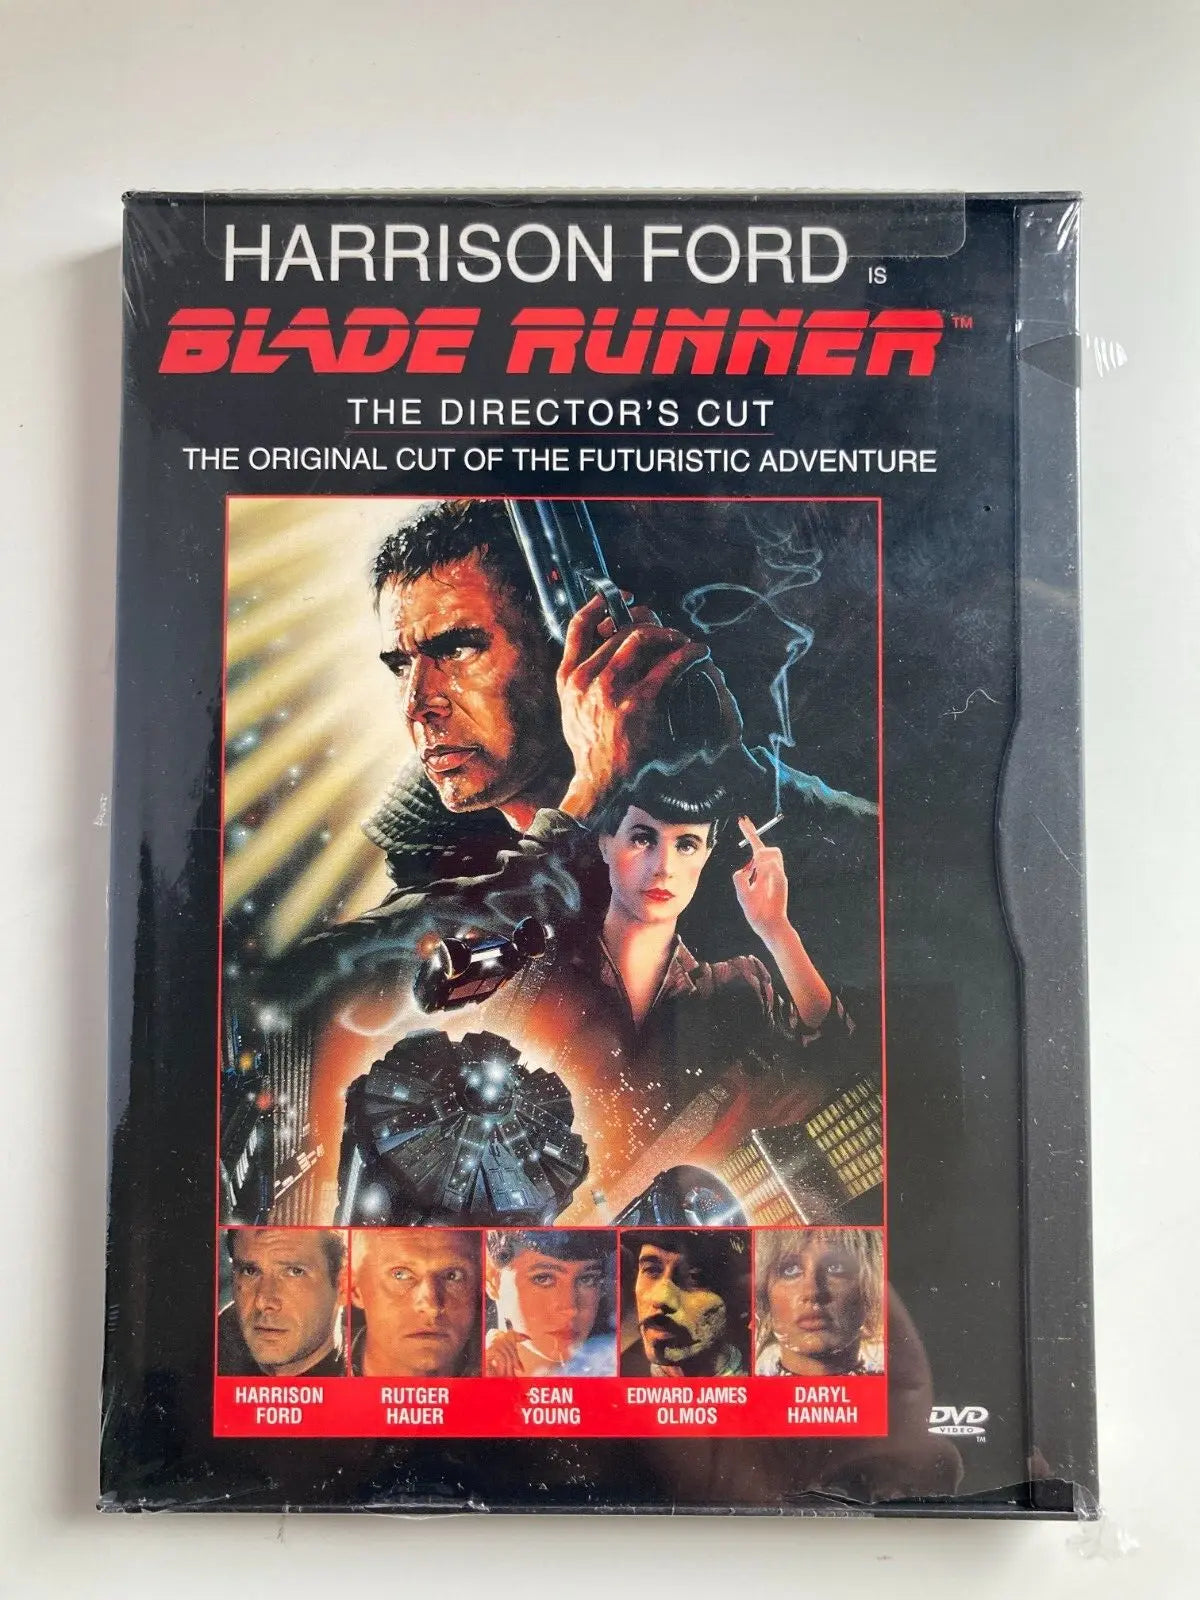 HARRISON FORD IS
BLADE RUNNER™
THE DIRECTOR'S CUT
THE ORIGINAL CUT OF THE FUTURISTIC ADVENTURE
HARRISON FORD
RUTGER HAUER
SEAN YOUNG
EDWARD JAMES OLMOS
DARYL HANNAH
DVD
VIDEO
TM